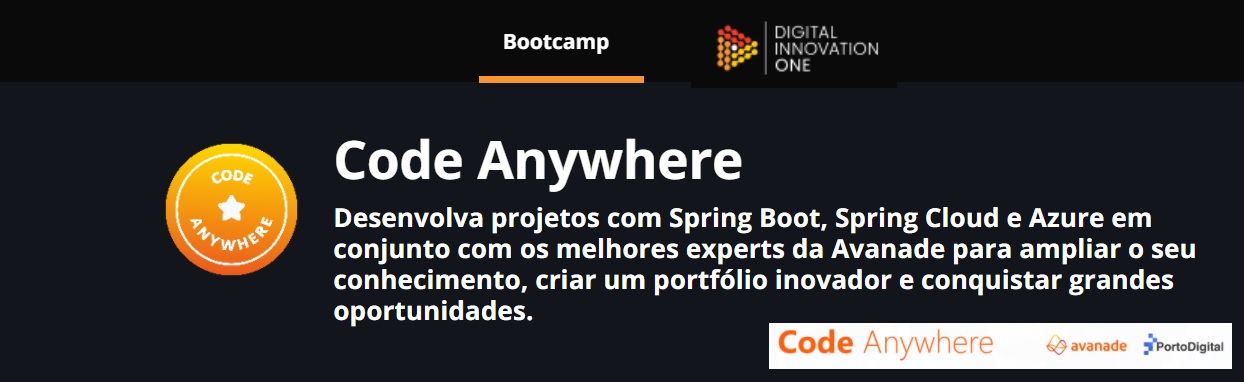 Bootcamp
DIGITAL
INNOVATION
ONE
CODE
ANYWHERE
Code Anywhere
Desenvolva projetos com Spring Boot, Spring Cloud e Azure em
conjunto com os melhores experts da Avanade para ampliar o seu
conhecimento, criar um portfólio inovador e conquistar grandes
oportunidades.
Code Anywhere
avanade
PortoDigital